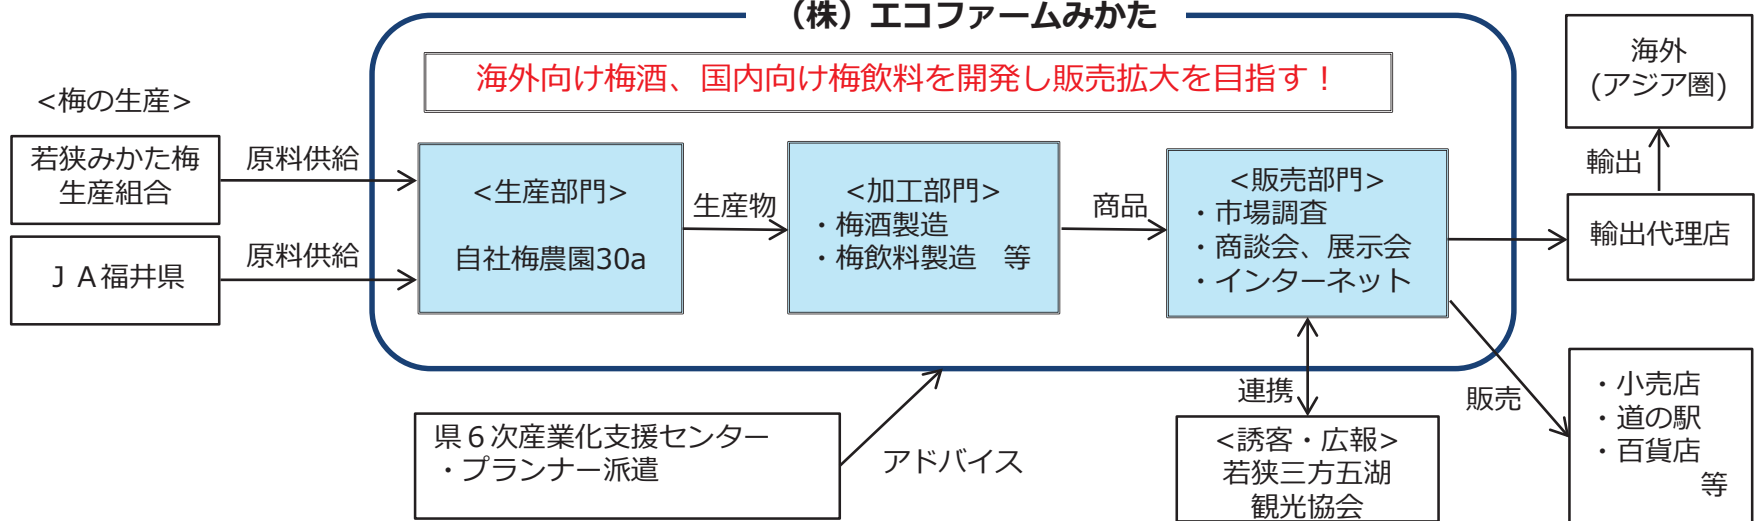 (株)エコファームみかた
海外向け梅酒、国内向け梅飲料を開発し販売拡大を目指す！
<梅の生産>
若狭みかた梅
生産組合
原料供給
ＪＡ福井県
原料供給
<生産部門>
自社梅農園30a
生産物
<加工部門>
・梅酒製造
・梅飲料製造　等
商品
<販売部門>
・市場調査
・商談会、展示会
・インターネット
海外
(アジア圏)
輸出
輸出代理店
販売
・小売店
・道の駅
・百貨店
等
連携
<誘客・広報>
若狭三方五湖
観光協会
県６次産業化支援センター
・プランナー派遣
アドバイス